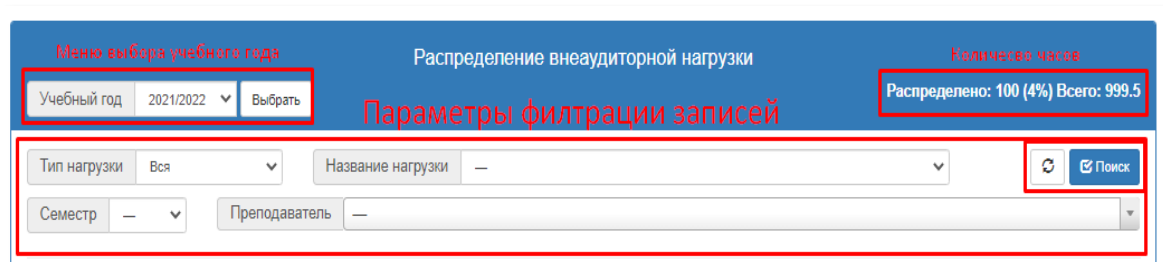 Меню выбора учебного года
Распределение внеаудиторной нагрузки
Количесво часов
Учебный год 2021/2022 Выбрать
Распределено: 100 (4%) Всего: 999.5
Параметры филтрации записей
Тип нагрузки Вся Название нагрузки — Поиск
Семестр — Преподаватель —